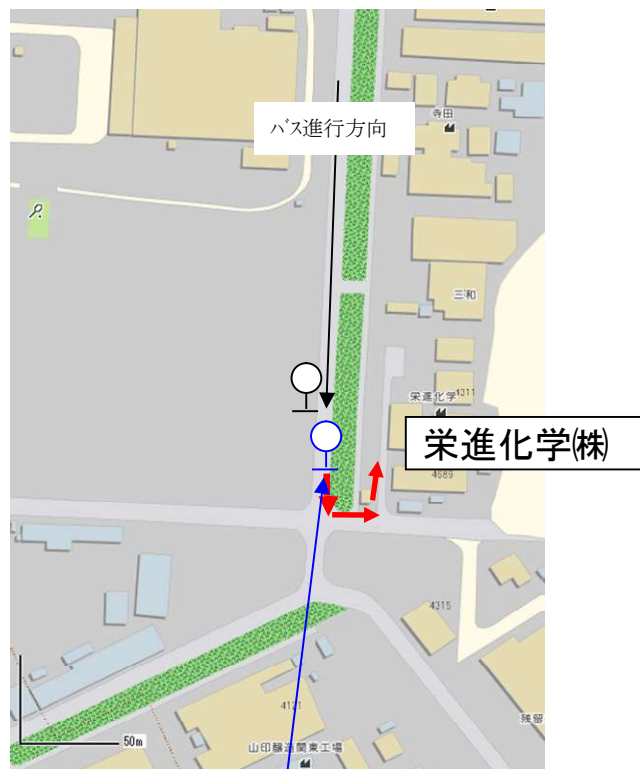 寺田
バス進行方向
三和
栄進化学
4311
栄進化学㈱
4689
4315
4121
残留
50m
山印醸造関東工場